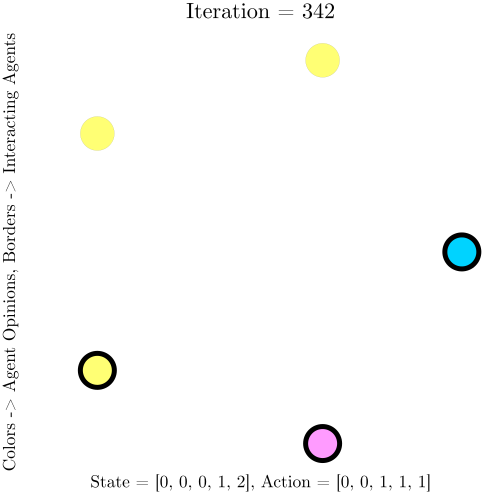 Iteration = 342
Colors -> Agent Opinions, Borders -> Interacting Agents
State = [0, 0, 0, 1, 2], Action = [0, 0, 1, 1, 1]